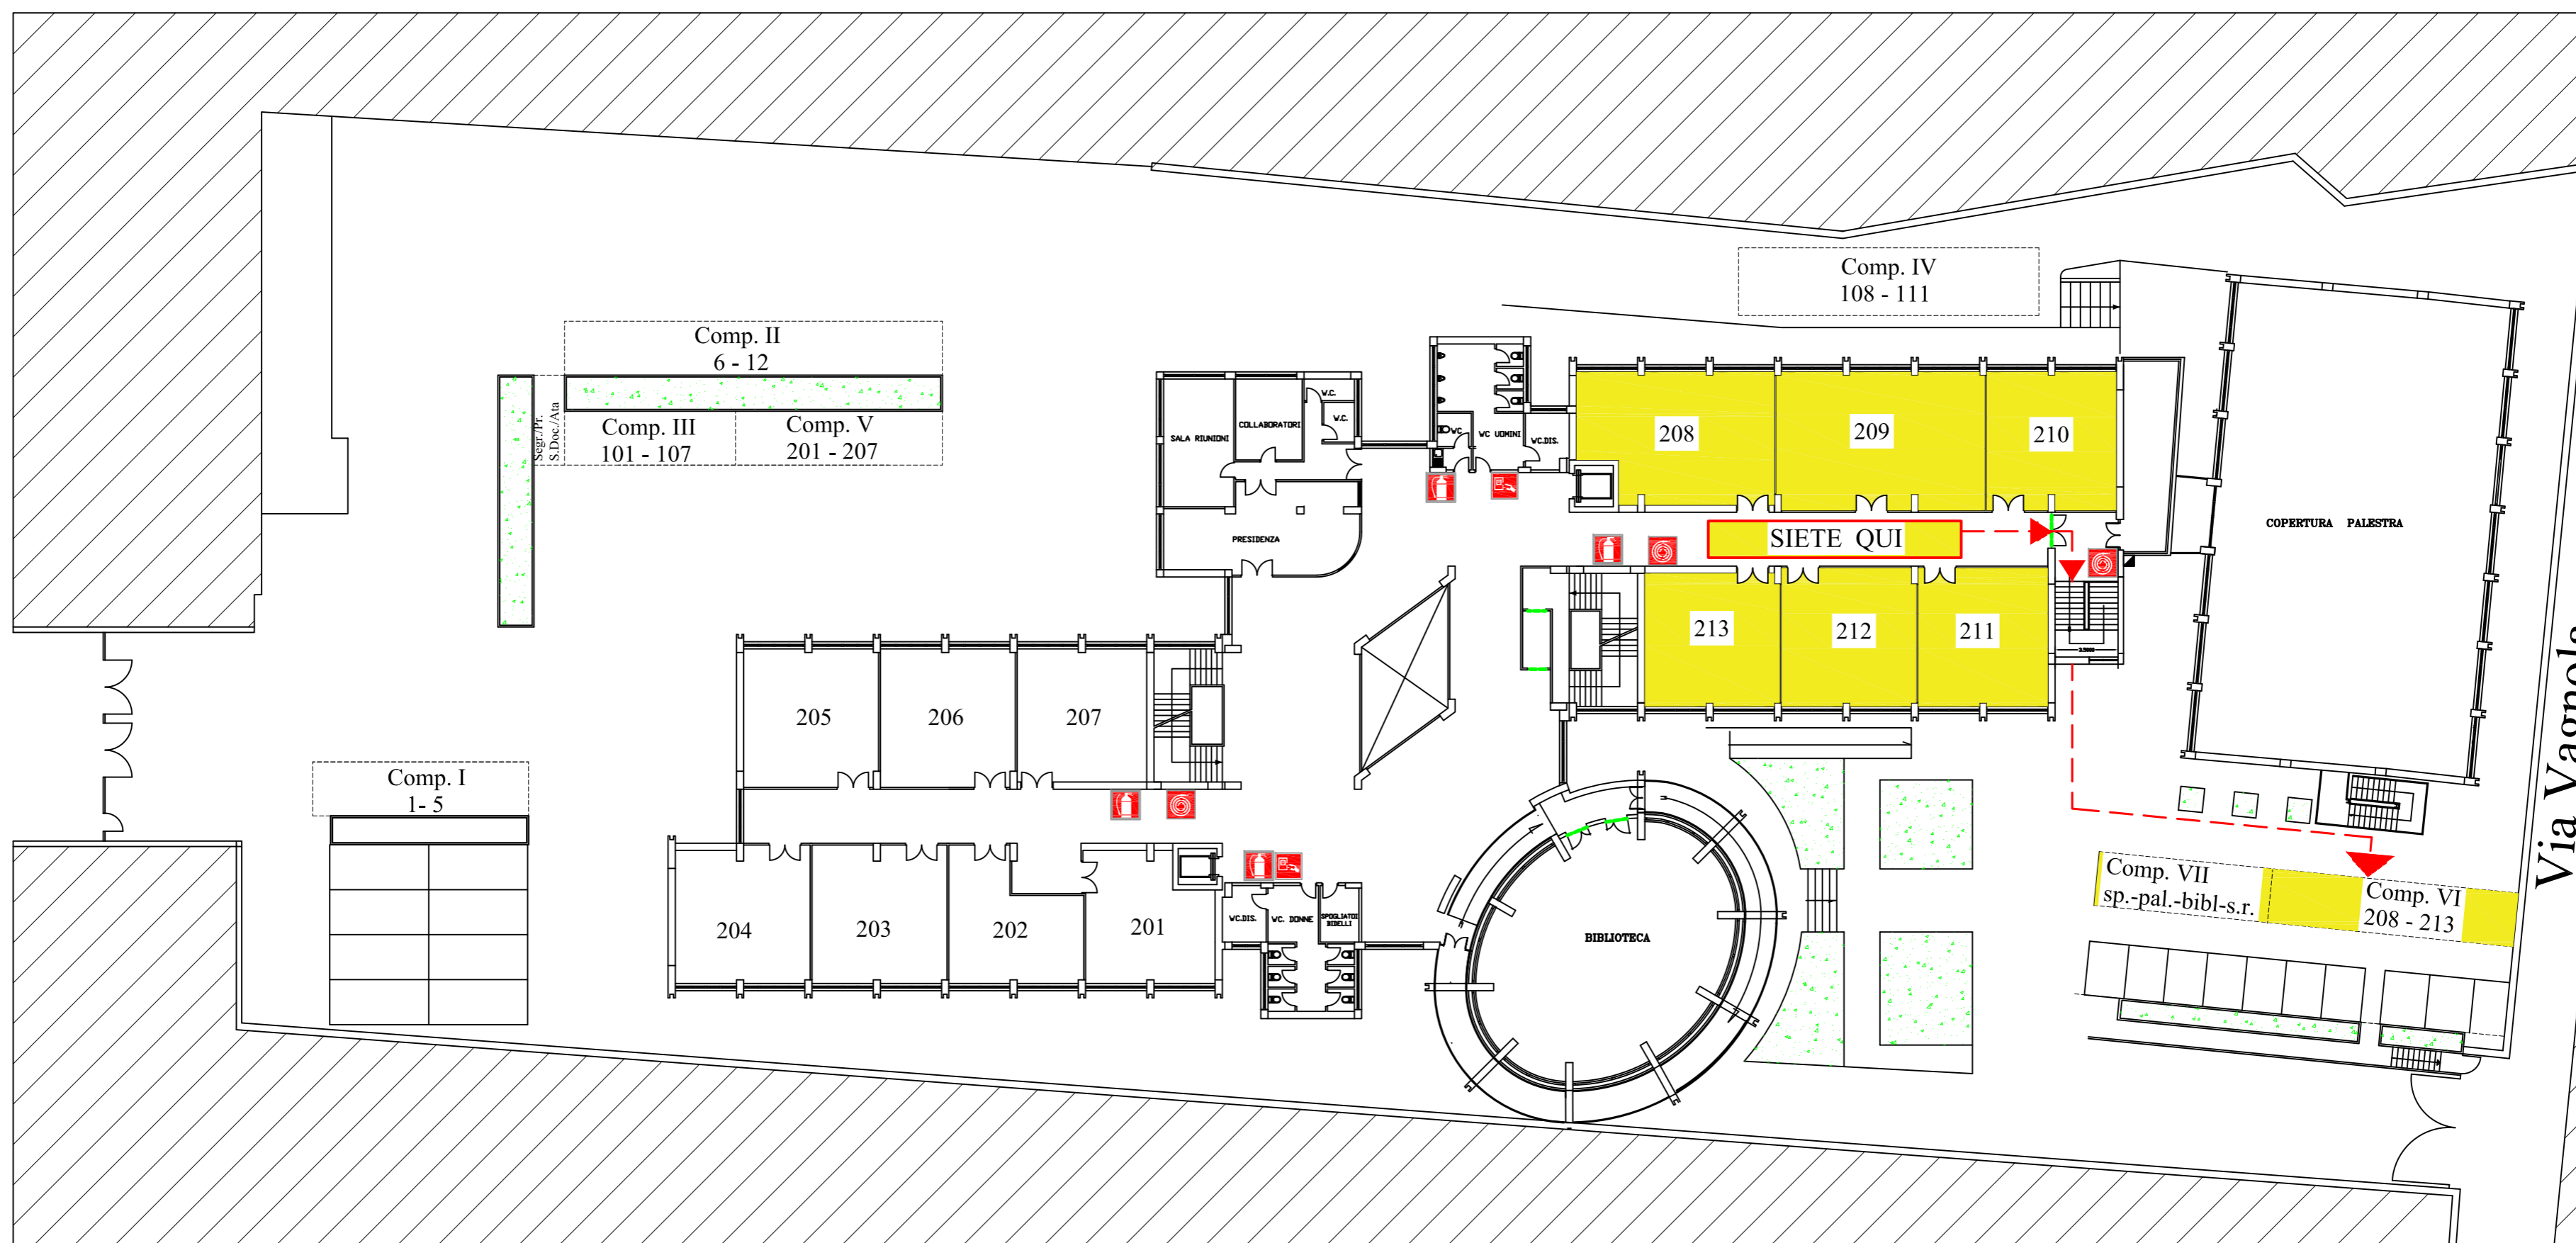 Comp. IV
108 - 111
Comp. II
6 - 12
Segr./Pr.
S.Doc./Ata
Comp. III
101 - 107
Comp. V
201 - 207
SALA RIUNIONI
COLLABORATORI
W.C.
W.C.
PRESIDENZA
WC
WC UOMINI
WC.DIS.
208
209
210
SIETE QUI
COPERTURA PALESTRA
213
212
211
205
206
207
Comp. I
1- 5
204
203
202
201
WC.DIS.
WC. DONNE
SPOGLIATOI
BIDELLI
BIBLIOTECA
Comp. VII
sp.-pal.-bibl-s.r.
Comp. VI
208 - 213